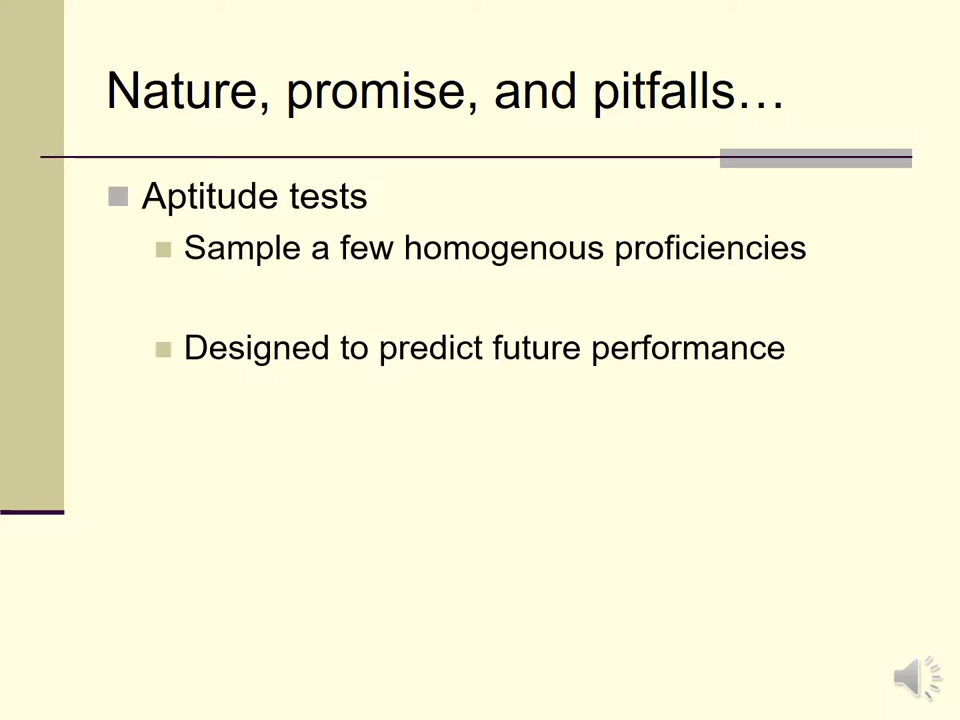 Nature, promise, and pitfalls…
Aptitude tests
Sample a few homogenous proficiencies
Designed to predict future performance